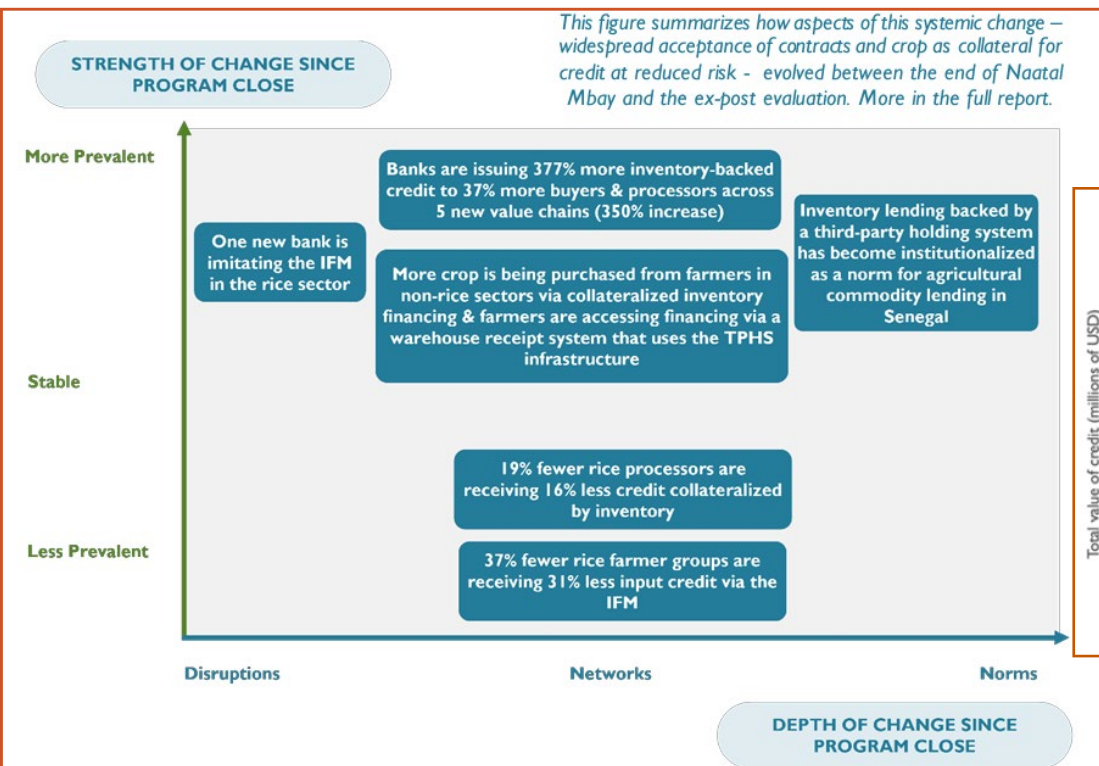 This figure summarizes how aspects of this systemic change –
widespread acceptance of contracts and crop as collateral for
credit at reduced risk - evolved between the end of Naatal
Mbay and the ex-post evaluation. More in the full report.
STRENGTH OF CHANGE SINCE
PROGRAM CLOSE
More Prevalent
Stable
Less Prevalent
One new bank is
imitating the IFM
in the rice sector
Banks are issuing 377% more inventory-backed
credit to 37% more buyers & processors across
5 new value chains (350% increase)
More crop is being purchased from farmers in
non-rice sectors via collateralized inventory
financing & farmers are accessing financing via a
warehouse receipt system that uses the TPHS
infrastructure
Inventory lending backed by
a third-party holding system
has become institutionalized
as a norm for agricultural
commodity lending in
Senegal
19% fewer rice processors are
receiving 16% less credit collateralized
by inventory
37% fewer rice farmer groups are
receiving 31% less input credit via the
IFM
Disruptions
Networks
Norms
DEPTH OF CHANGE SINCE
PROGRAM CLOSE
Total value of credit (millions of USD)